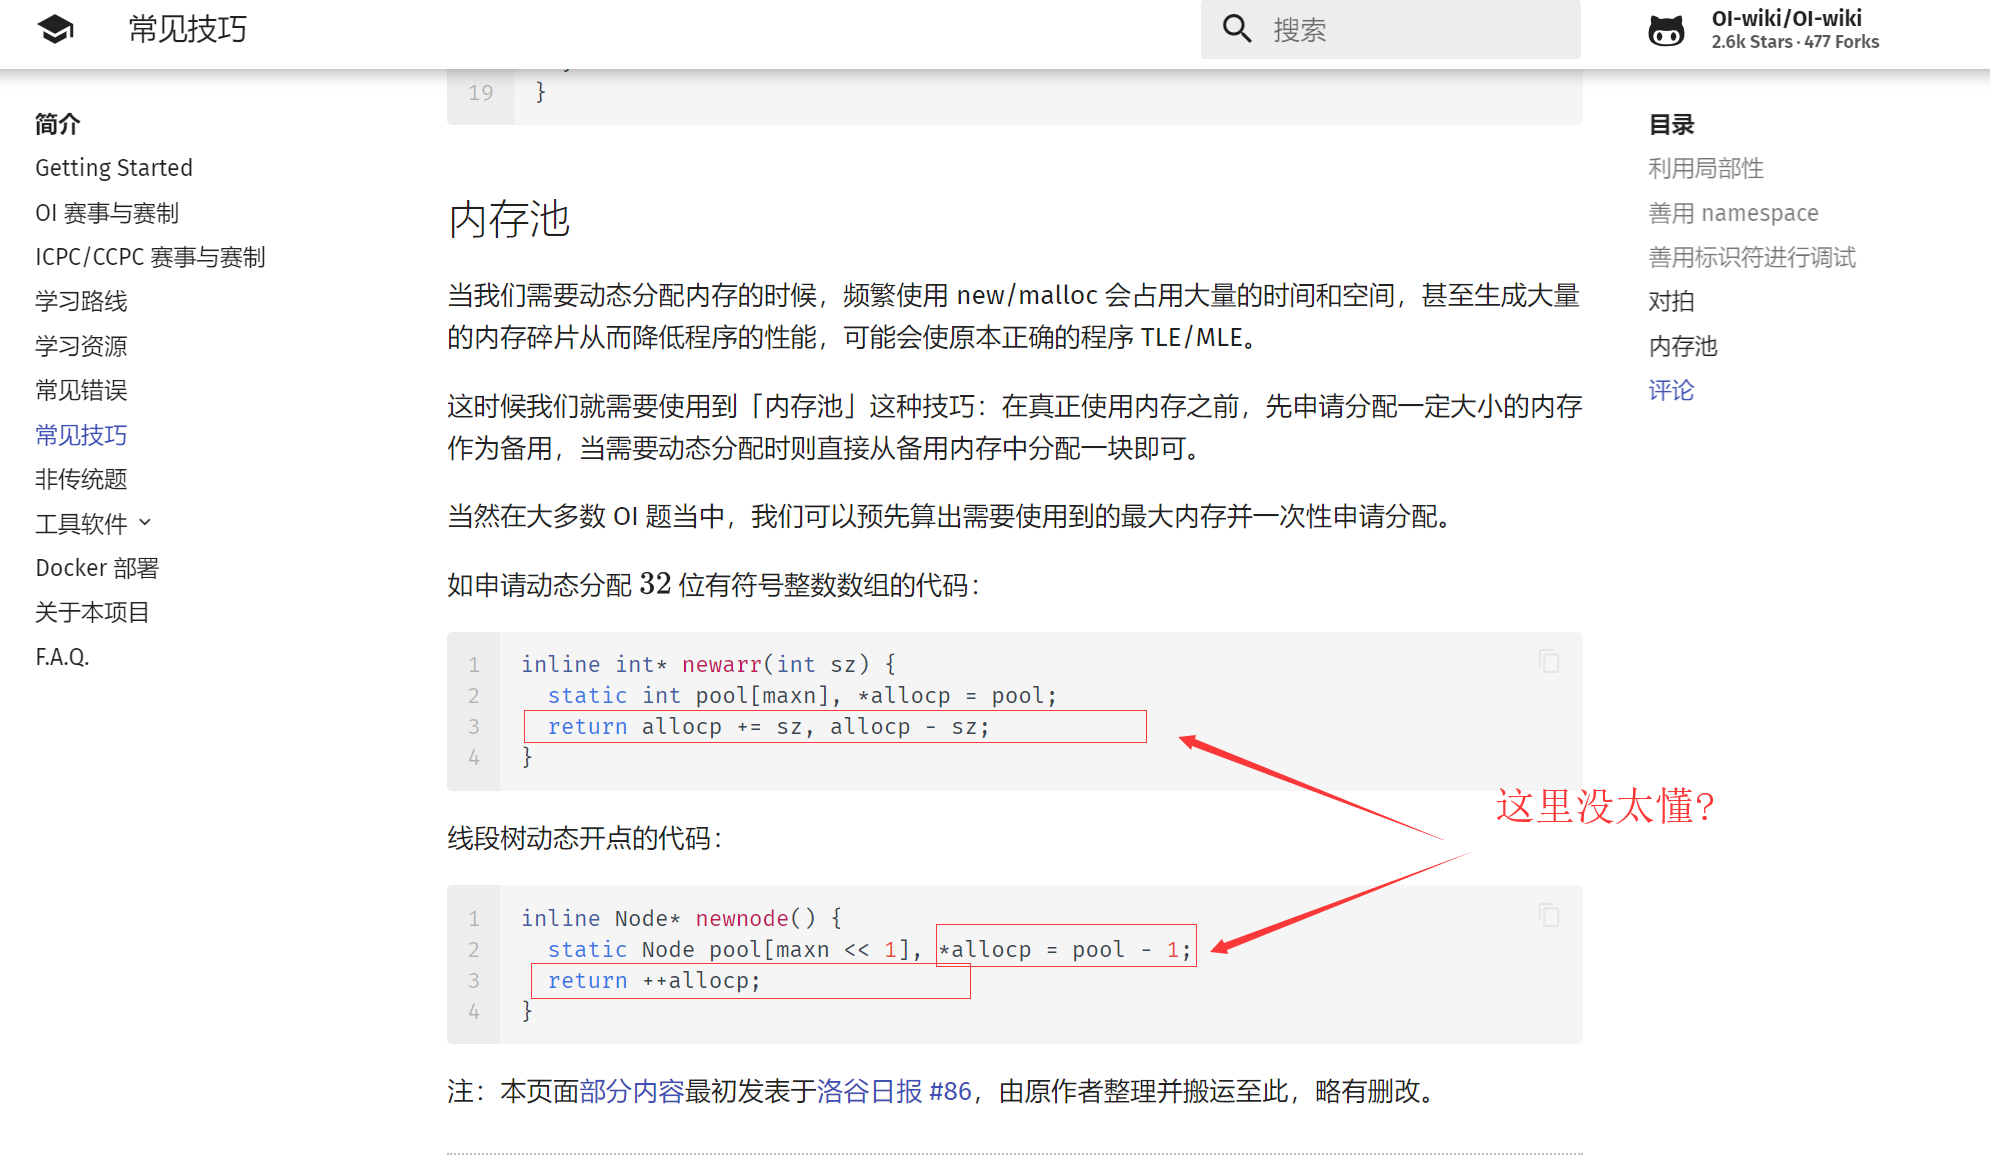 常见技巧
搜索
OI-wiki/OI-wiki
2.6k Stars · 477 Forks
简介
Getting Started
OI 赛事与赛制
ICPC/CCPC 赛事与赛制
学习路线
学习资源
常见错误
常见技巧
非传统题
工具软件
Docker 部署
关于本项目
F.A.Q.
19 }
内存池
当我们需要动态分配内存的时候，频繁使用 new/malloc 会占用大量的时间和空间，甚至生成大量
的内存碎片从而降低程序的性能，可能会使原本正确的程序 TLE/MLE。
这时候我们就需要使用到「内存池」这种技巧：在真正使用内存之前，先申请分配一定大小的内存
作为备用，当需要动态分配时则直接从备用内存中分配一块即可。
当然在大多数 OI 题当中，我们可以预先算出需要使用到的最大内存并一次性申请分配。
如申请动态分配 32 位有符号整数数组的代码：
1 inline int* newarr(int sz) {
2   static int pool[maxn], *allocp = pool;
3   return allocp += sz, allocp - sz;
4 }
这里没太懂?
线段树动态开点的代码：
1 inline Node* newnode() {
2   static Node pool[maxn << 1], *allocp = pool - 1;
3   return ++allocp;
4 }
注：本页面部分内容最初发表于洛谷日报 #86，由原作者整理并搬运至此，略有删改。
目录
利用局部性
善用 namespace
善用标识符进行调试
对拍
内存池
评论